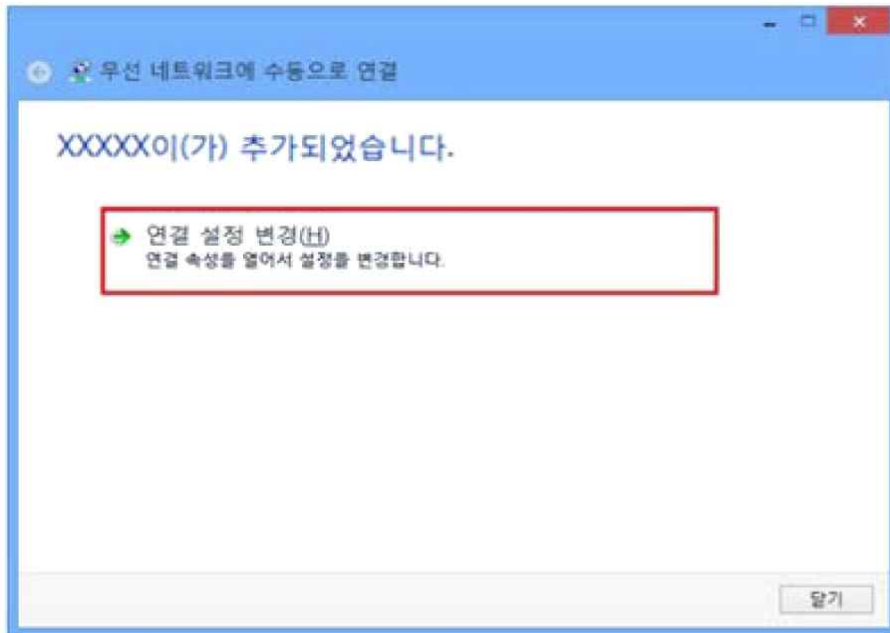 무선 네트워크에 수동으로 연결
XXXXX이(가) 추가되었습니다.
연결 설정 변경(H)
연결 속성을 열어서 설정을 변경합니다.
닫기